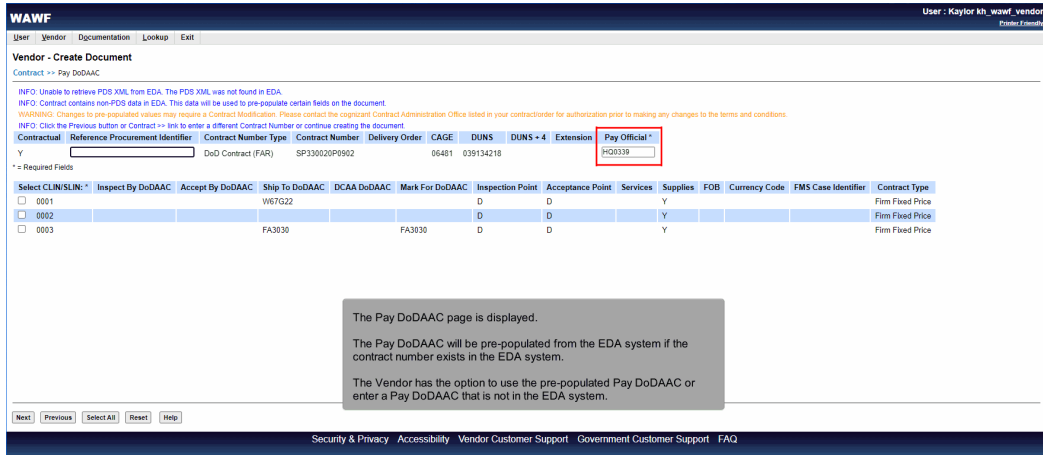 User : Kaylor kh_wawf_vendor
WAWF
Printer Friendly
User Vendor Documentation Lookup Exit
Vendor - Create Document
Contract >> Pay DoDAAC
INFO: Unable to retrieve PDS XML from EDA. The PDS XML was not found in EDA.
INFO: Contract contains non-PDS data in EDA. This data will be used to pre-populate certain fields on the document.
WARNING: Changes to pre-populated values may require a Contract Modification. Please contact the cognizant Contract Administration Office listed in your contract/order for authorization prior to making any changes to the terms and conditions.
INFO: Click the Previous button or Contract >> link to enter a different Contract Number or continue creating the document.
Contractual Reference Procurement Identifier Contract Number Type Contract Number Delivery Order CAGE DUNS DUNS + 4 Extension Pay Official *
Y DoD Contract (FAR) SP330020P0902 06481 039134218 HQ0339
* = Required Fields
Select CLIN/SLIN: * Inspect By DoDAAC Accept By DoDAAC Ship To DoDAAC DCAA DoDAAC Mark For DoDAAC Inspection Point Acceptance Point Services Supplies FOB Currency Code FMS Case Identifier Contract Type
0001 W67G22 D D Y Firm Fixed Price
0002 D D Y Firm Fixed Price
0003 FA3030 FA3030 D D Y Firm Fixed Price
The Pay DoDAAC page is displayed.
The Pay DoDAAC will be pre-populated from the EDA system if the
contract number exists in the EDA system.
The Vendor has the option to use the pre-populated Pay DoDAAC or
enter a Pay DoDAAC that is not in the EDA system.
Next Previous Select All Reset Help
Security & Privacy Accessibility Vendor Customer Support Government Customer Support FAQ